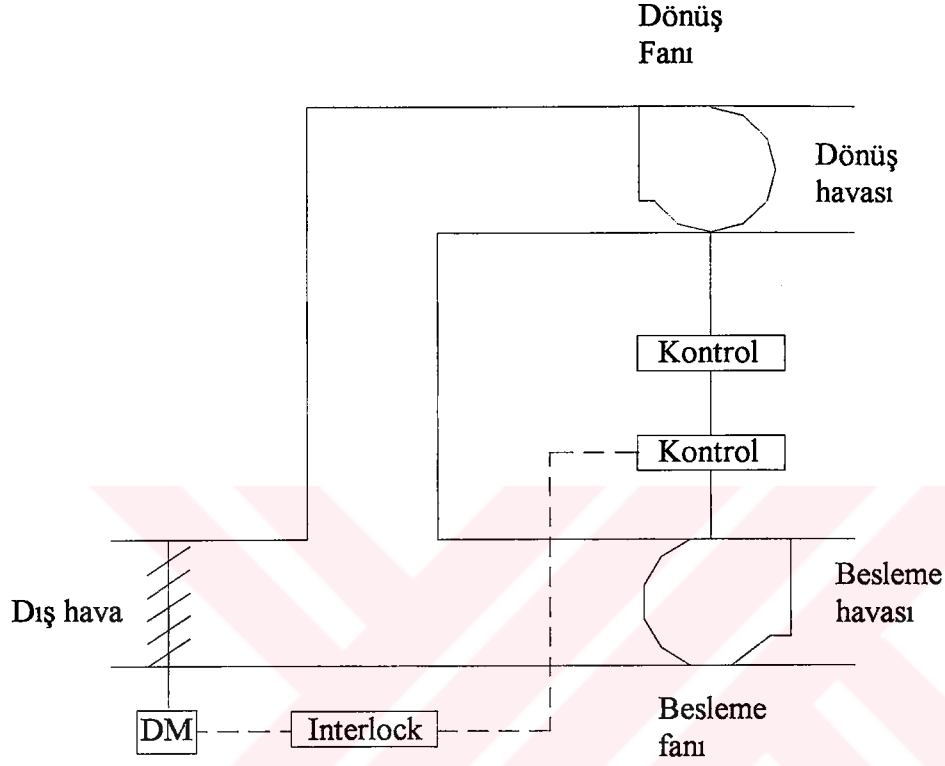 Dönüş
Fanı
Dönüş
havası
Kontrol
Kontrol
Dış hava
Besleme
havası
DM
Interlock
Besleme
fanı